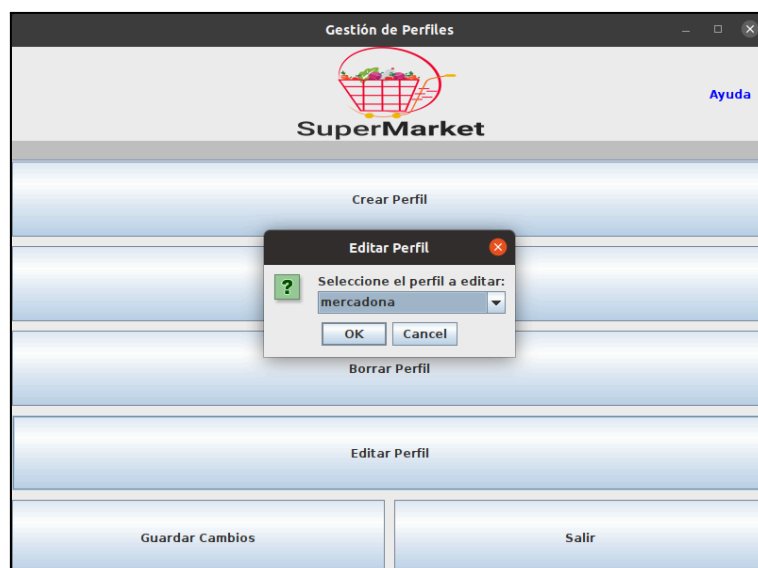 Gestión de Perfiles
Ayuda
SuperMarket
Crear Perfil
Editar Perfil
?
Seleccione el perfil a editar:
mercadona
OK
Cancel
Borrar Perfil
Editar Perfil
Guardar Cambios
Salir